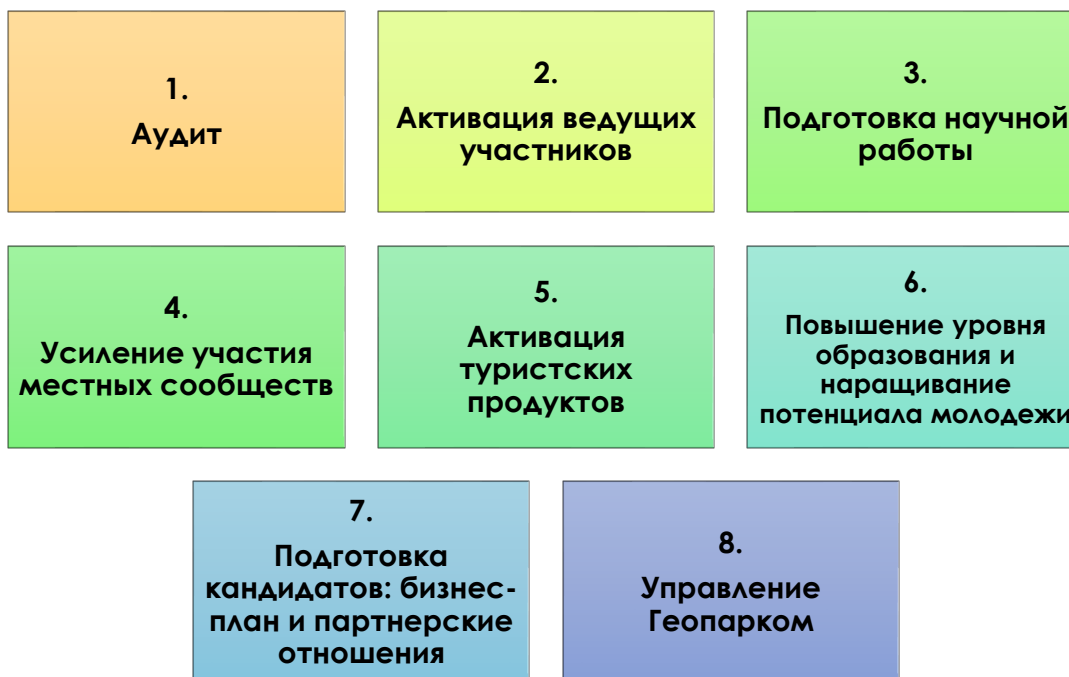 1.
Аудит
2.
Активация ведущих
участников
3.
Подготовка научной
работы
4.
Усиление участия
местных сообществ
5.
Активация
туристских
продуктов
6.
Повышение уровня
образования и
наращивание
потенциала молодежи
7.
Подготовка
кандидатов: бизнес-
план и партнерские
отношения
8.
Управление
Геопарком